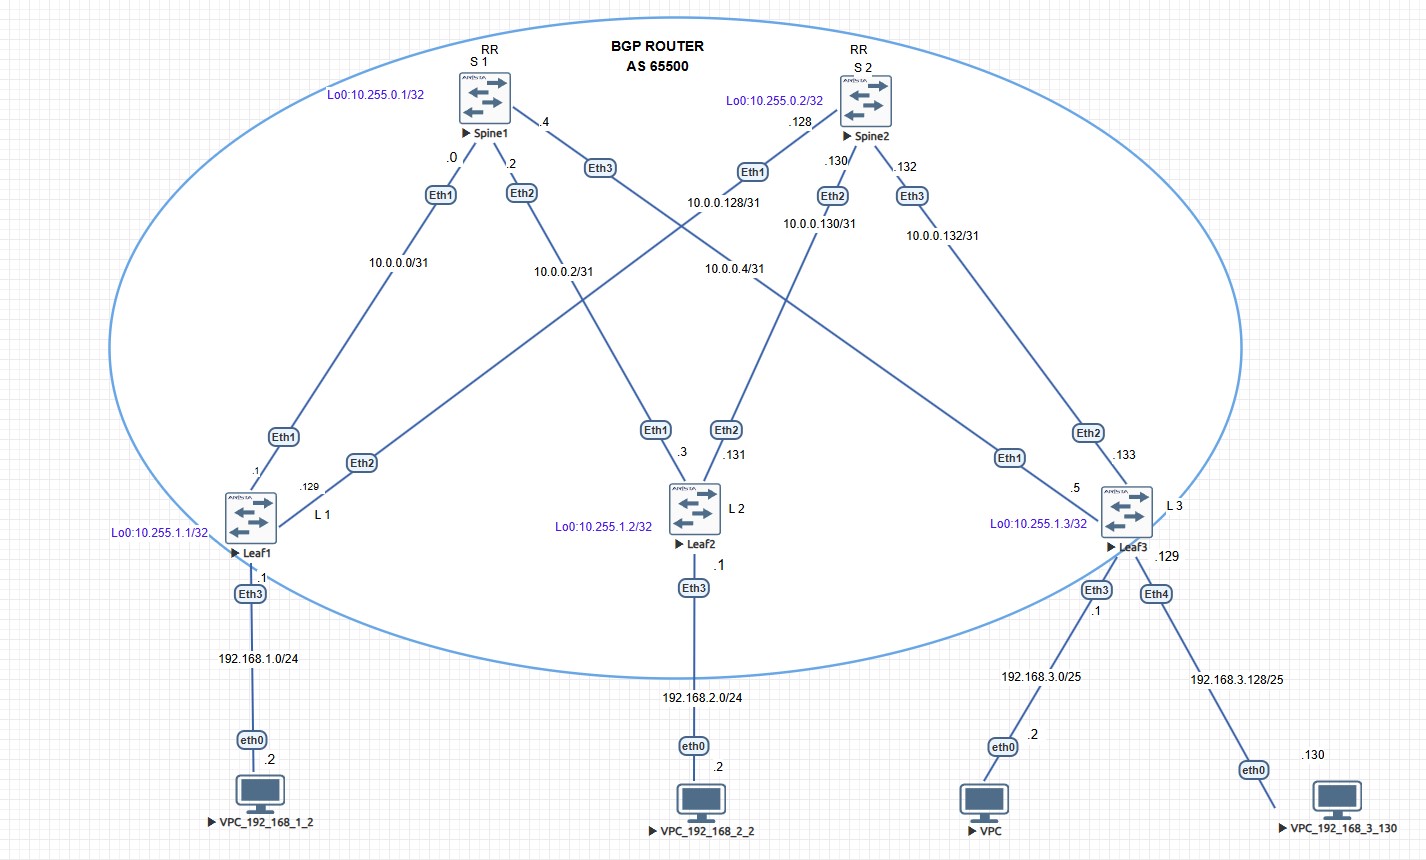 BGP ROUTER
AS 65500
RR
S 1
ARISTA
Lo0:10.255.0.1/32
Spine1
RR
S 2
ARISTA
Lo0:10.255.0.2/32
Spine2
.0
.2
.4
Eth1
Eth2
Eth3
.128
.130
.132
Eth1
Eth2
Eth3
10.0.0.128/31
10.0.0.130/31
10.0.0.132/31
10.0.0.0/31
10.0.0.2/31
10.0.0.4/31
Eth1
Eth2
Eth1
Eth2
Eth1
Eth2
.1
.129
.3
.131
.5
.133
ARISTA
L 1
Lo0:10.255.1.1/32
Leaf1
ARISTA
L 2
Lo0:10.255.1.2/32
Leaf2
ARISTA
L 3
Lo0:10.255.1.3/32
Leaf3
.1
Eth3
.1
Eth3
Eth3
.1
.129
Eth4
192.168.1.0/24
192.168.2.0/24
192.168.3.0/25
192.168.3.128/25
eth0
.2
eth0
.2
eth0
.2
eth0
.130
VPC_192_168_1_2
VPC_192_168_2_2
VPC
VPC_192_168_3_130